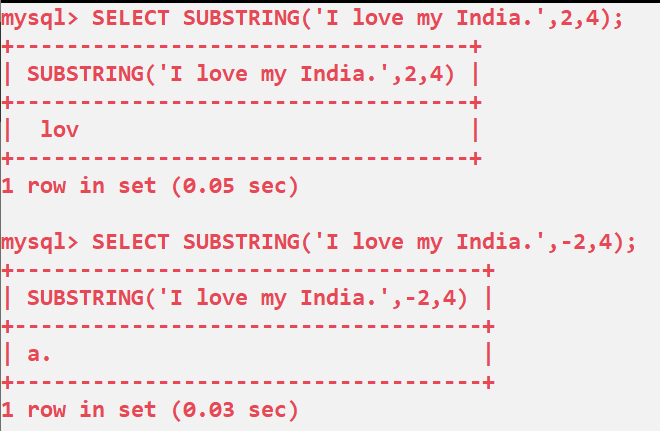 mysql> SELECT SUBSTRING('I love my India.',2,4);
+----------------------------------+
| SUBSTRING('I love my India.',2,4) |
+----------------------------------+
|  lov                              |
+----------------------------------+
1 row in set (0.05 sec)

mysql> SELECT SUBSTRING('I love my India.',-2,4);
+-----------------------------------+
| SUBSTRING('I love my India.',-2,4) |
+-----------------------------------+
| a.                                 |
+-----------------------------------+
1 row in set (0.03 sec)